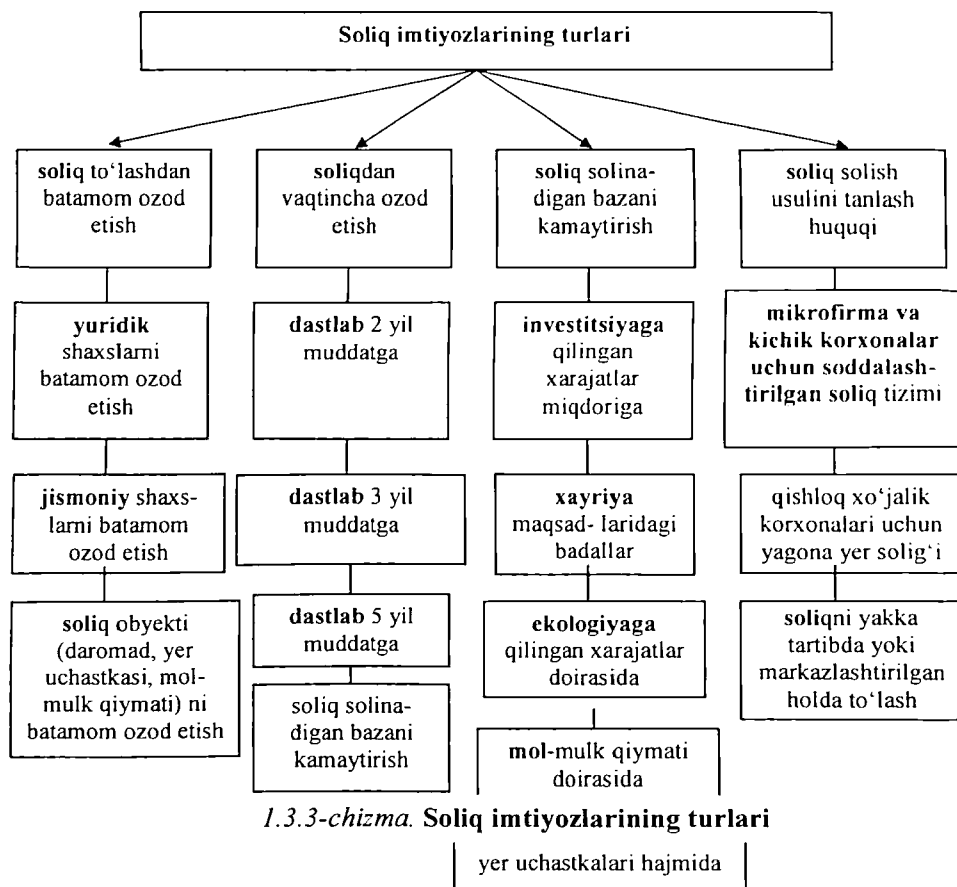 Soliq imtiyozlarining turlari
soliq to‘lashdan
batamom ozod
etish
yuridik
shaxslarni
batamom ozod
etish
jismoniy shaxs-
larni batamom
ozod etish
soliq obyekti
(daromad, yer
uchastkasi, mol-
mulk qiymati) ni
batamom ozod etish
soliqdan
vaqtincha ozod
etish
dastlab 2 yil
muddatga
dastlab 3 yil
muddatga
dastlab 5 yil
muddatga
soliq solina-
digan bazani
kamaytirish
soliq solina-
digan bazani
kamaytirish
investitsiyaga
qilingan
xarajatlar
miqdoriga
xayriya
maqsad- laridagi
badallar
ekologiyaga
qilingan xarajatlar
doirasida
mol-mulk qiymati
doirasida
soliq solish
usulini tanlash
huquqi
mikrofirma va
kichik korxonalar
uchun soddalash-
tirilgan soliq tizimi
qishloq xo‘jalik
korxonalari uchun
yagona yer solig‘i
soliqni yakka
tartibda yoki
markazlashtirilgan
holda to‘lash
1.3.3-chizma. Soliq imtiyozlarining turlari
yer uchastkalari hajmida